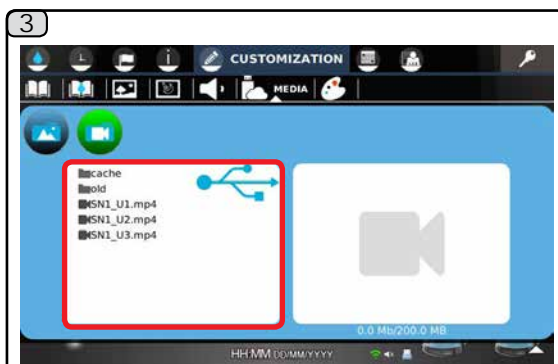 3
CUSTOMIZATION
MEDIA
cache
old
SN1_U1.mp4
SN1_U2.mp4
SN1_U3.mp4
0.0 Mb/200.0 MB
HH:MM DD/MM/YYYY